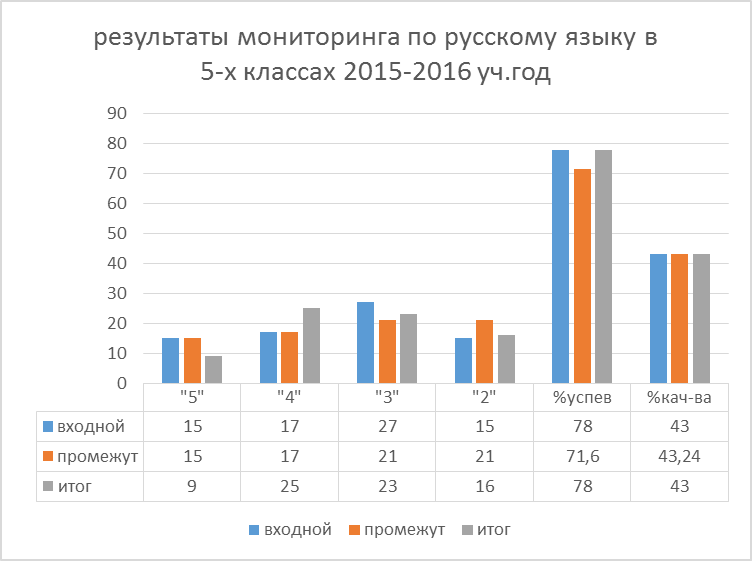 результаты мониторинга по русскому языку в
5-х классах 2015-2016 уч.год
90
80
70
60
50
40
30
20
10
0
"5" "4" "3" "2" %успев %кач-ва
входной 15 17 27 15 78 43
промежут 15 17 21 21 71,6 43,24
итог 9 25 23 16 78 43
входной промежут итог